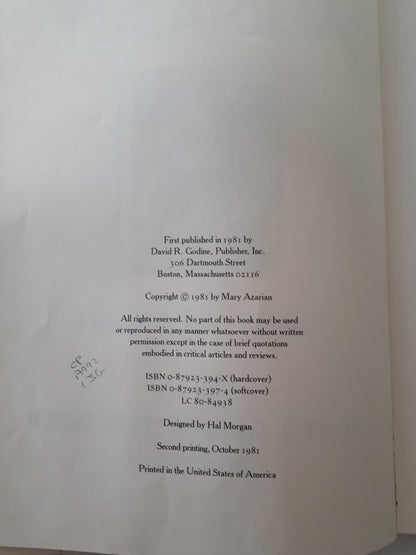 First published in 1981 by
David R. Godine, Publisher, Inc.
306 Dartmouth Street
Boston, Massachusetts 02116
Copyright © 1981 by Mary Azarian
All rights reserved. No part of this book may be used
or reproduced in any manner whatsoever without written
permission except in the case of brief quotations
embodied in critical articles and reviews.
ISBN 0-87923-394-X (hardcover)
ISBN 0-87923-397-4 (softcover)
LC 80-84938
Designed by Hal Morgan
Second printing, October 1981
Printed in the United States of America
CP